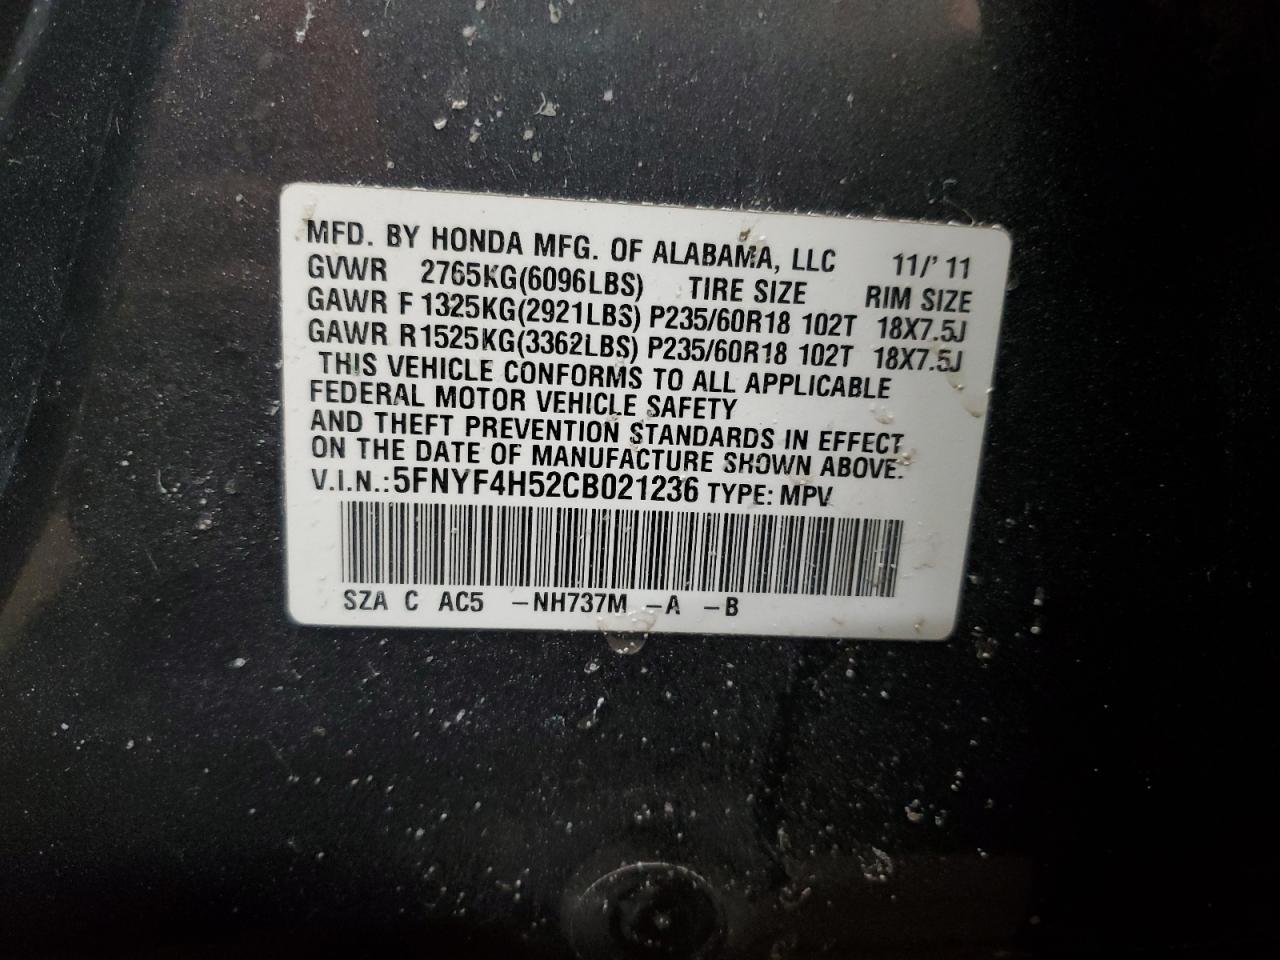 MFD. BY HONDA MFG. OF ALABAMA, LLC 11/' 11
GVWR 2765KG(6096LBS) TIRE SIZE RIM SIZE
GAWR F 1325KG(2921LBS) P235/60R18 102T 18X7.5J
GAWR R1525KG(3362LBS) P235/60R18 102T 18X7.5J
THIS VEHICLE CONFORMS TO ALL APPLICABLE
FEDERAL MOTOR VEHICLE SAFETY
AND THEFT PREVENTION STANDARDS IN EFFECT
ON THE DATE OF MANUFACTURE SHOWN ABOVE.
V.I.N.:5FNYF4H52CB021236 TYPE: MPV
SZA C AC5 -NH737M -A -B